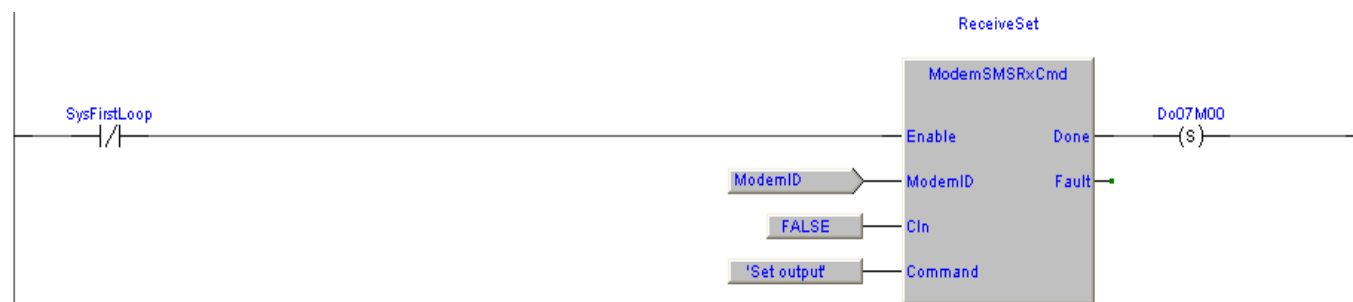 ReceiveSet
ModemSMSRxCmd
SysFirstLoop
Do07M00
Enable Done
(S)
ModemID ModemID Fault
FALSE CIn
'Set output' Command